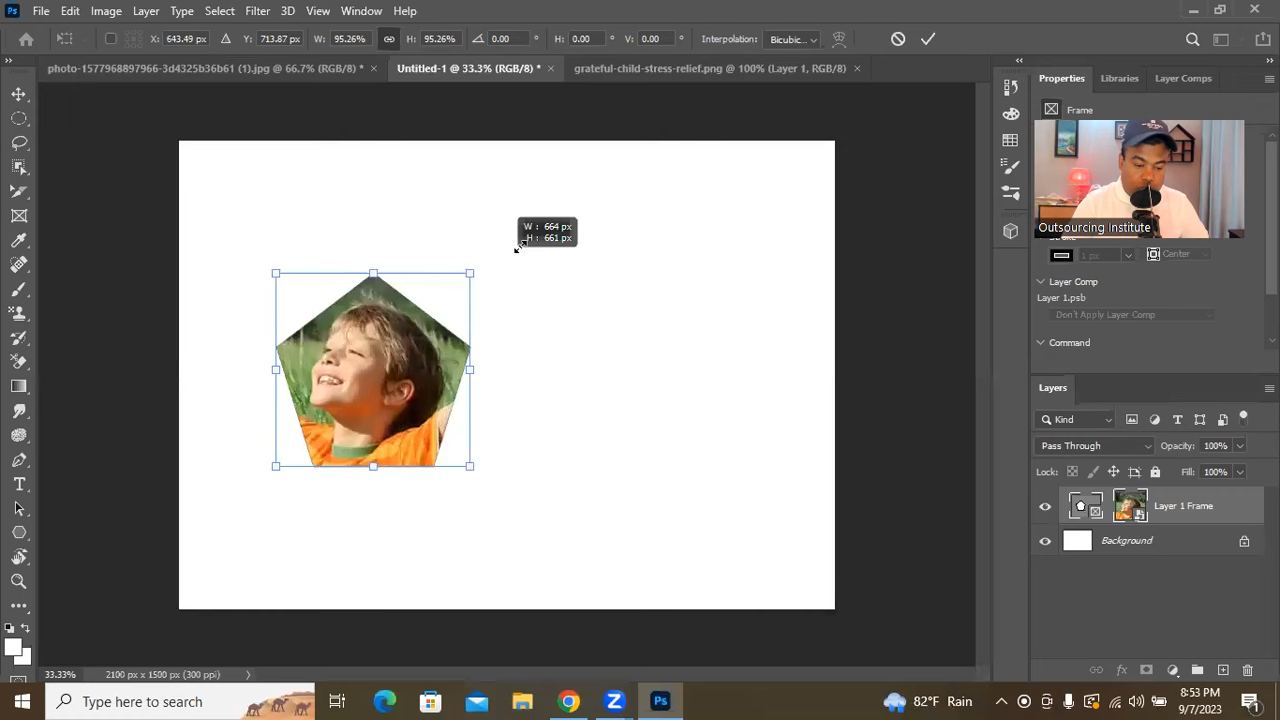 Ps File Edit Image Layer Type Select Filter 3D View Window Help
X: 643.49 px Δ Y: 713.87 px W: 95.26% H: 95.26% 0.00 ° H: 0.00 ° V: 0.00 ° Interpolation: Bicubic...
photo-1577968897966-3d4325b36b61 (1).jpg @ 66.7% (RGB/8) * × Untitled-1 @ 33.3% (RGB/8) * × grateful-child-stress-relief.png @ 100% (Layer 1, RGB/8) ×
Properties Libraries Layer Comps
Frame
Outsourcing Institute
W: 664 px
H: 661 px
Stroke
1 px Center
Layer Comp
Layer 1.psb
Don't Apply Layer Comp
Command
Layers
Kind
Pass Through Opacity: 100%
Lock: Fill: 100%
Layer 1 Frame
Background
33.33% 2100 px x 1500 px (300 ppi)
Type here to search
Ps
82°F Rain
8:53 PM
9/7/2023
1